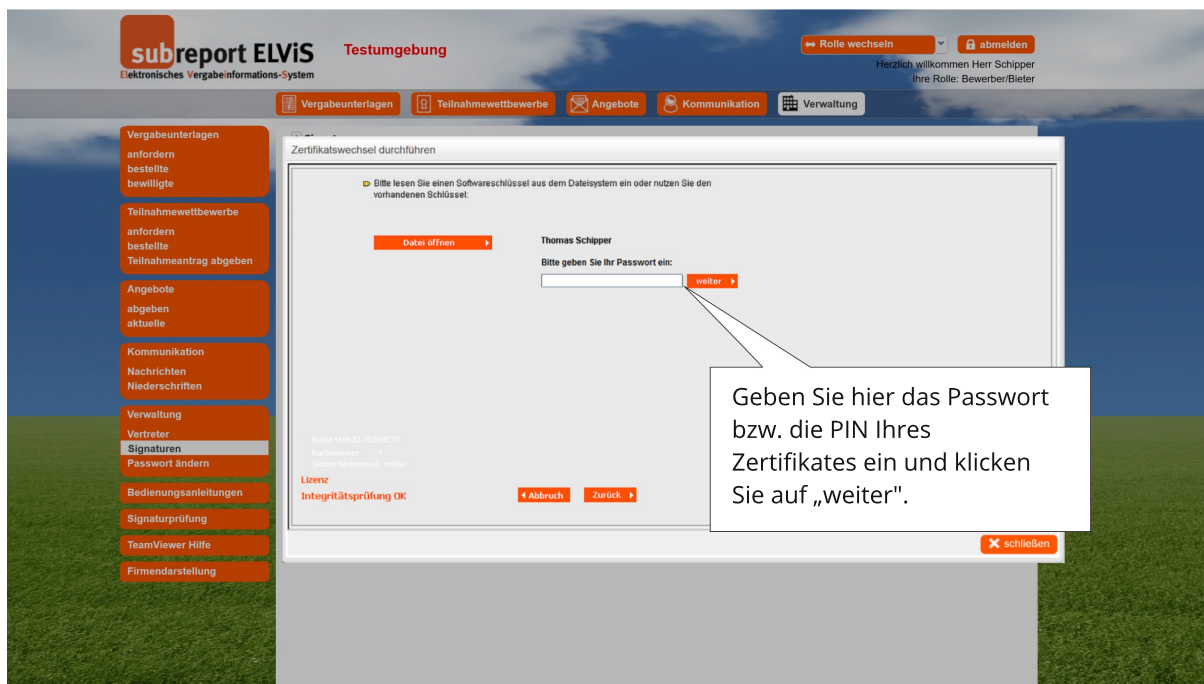 subreport ELViS
Elektronisches Vergabeinformations-System
Testumgebung
Rolle wechseln
abmelden
Herzlich willkommen Herr Schipper
Ihre Rolle: Bewerber/Bieter
Vergabeunterlagen
Teilnahmewettbewerbe
Angebote
Kommunikation
Verwaltung
Vergabeunterlagen
anfordern
bestellte
bewilligte
Teilnahmewettbewerbe
anfordern
bestellte
Teilnahmeantrag abgeben
Angebote
abgeben
aktuelle
Kommunikation
Nachrichten
Niederschriften
Verwaltung
Vertreter
Signaturen
Passwort ändern
Bedienungsanleitungen
Signaturprüfung
TeamViewer Hilfe
Firmendarstellung
Zertifikatswechsel durchführen
Bitte lesen Sie einen Softwareschlüssel aus dem Dateisystem ein oder nutzen Sie den
vorhandenen Schlüssel:
Datei öffnen
Thomas Schipper
Bitte geben Sie Ihr Passwort ein:
weiter
Geben Sie hier das Passwort
bzw. die PIN Ihres
Zertifikates ein und klicken
Sie auf „weiter".
Kartenleser 1
Lizenz
Integritätsprüfung OK
Abbruch
Zurück
schließen